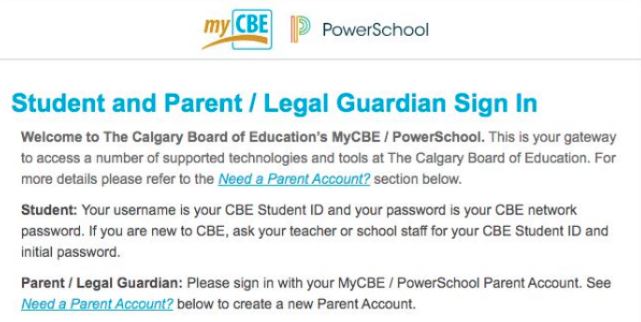 my CBE PowerSchool
Student and Parent / Legal Guardian Sign In
Welcome to The Calgary Board of Education's MyCBE / PowerSchool. This is your gateway
to access a number of supported technologies and tools at The Calgary Board of Education. For
more details please refer to the Need a Parent Account? section below.
Student: Your username is your CBE Student ID and your password is your CBE network
password. If you are new to CBE, ask your teacher or school staff for your CBE Student ID and
initial password.
Parent / Legal Guardian: Please sign in with your MyCBE / PowerSchool Parent Account. See
Need a Parent Account? below to create a new Parent Account.